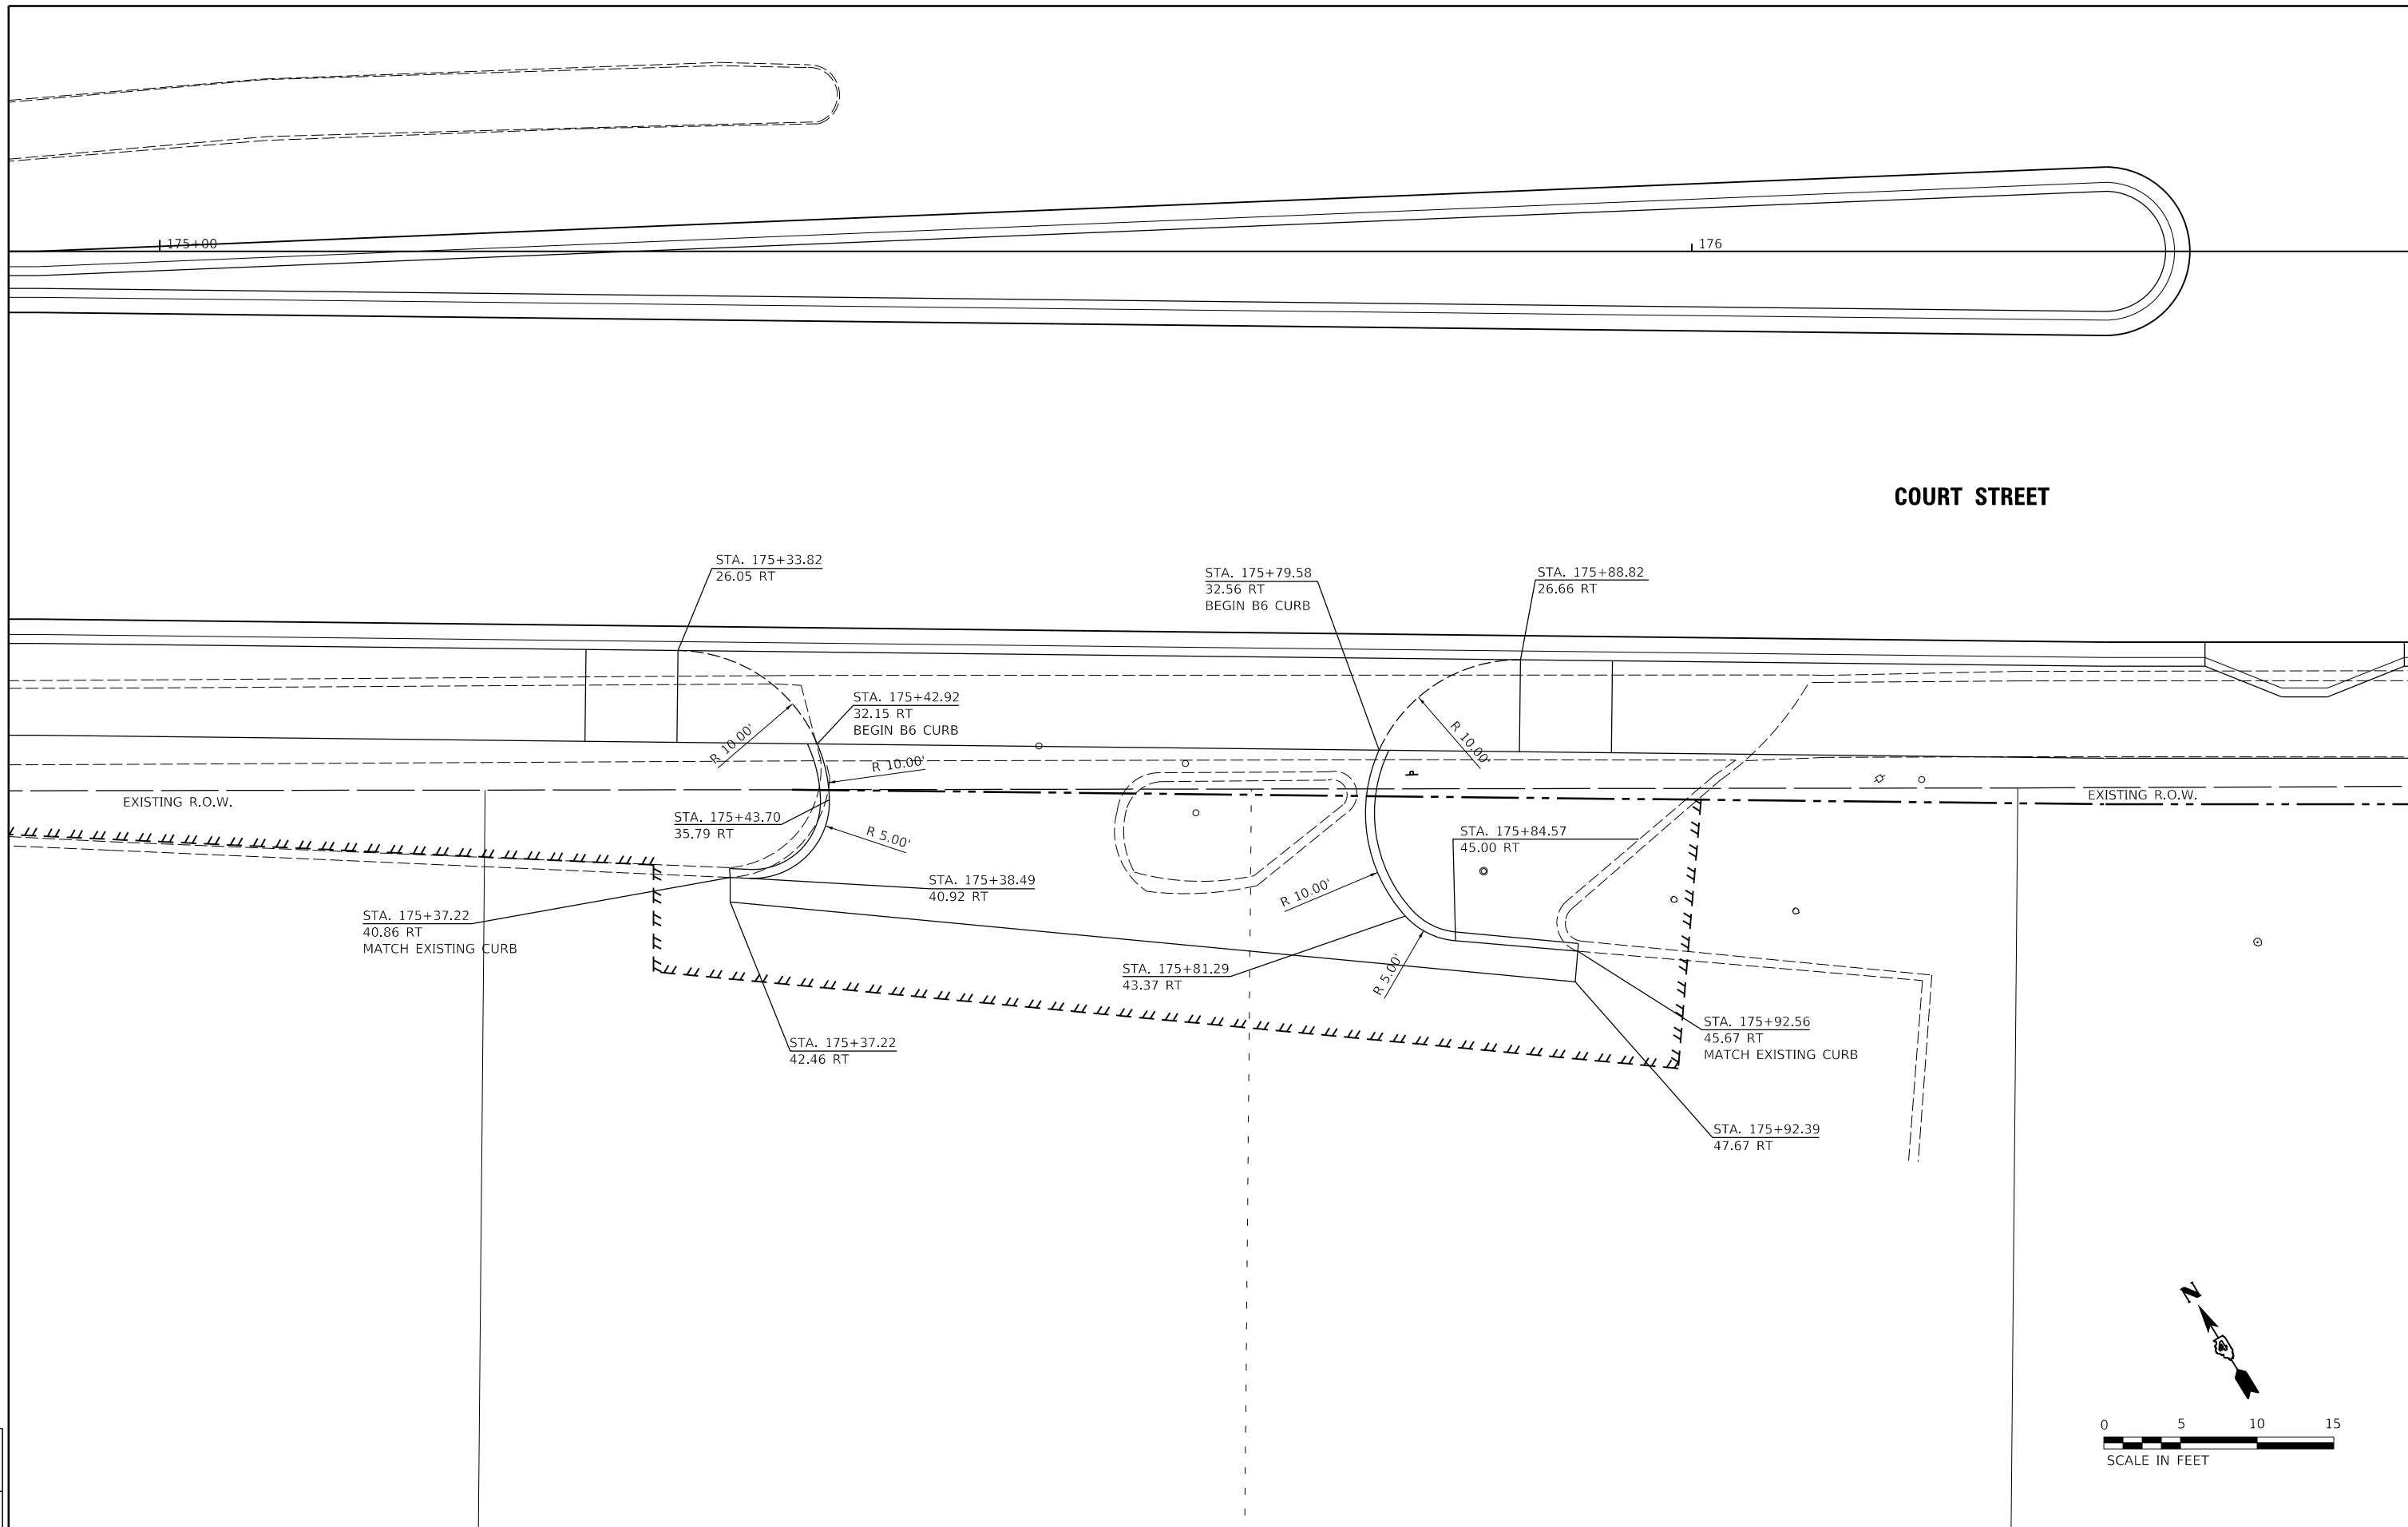 175+00
176
COURT STREET
STA. 175+33.82
26.05 RT
STA. 175+79.58
32.56 RT
BEGIN B6 CURB
STA. 175+88.82
26.66 RT
STA. 175+42.92
32.15 RT
BEGIN B6 CURB
R 10.00'
R 10.00'
R 10.00'
EXISTING R.O.W.
EXISTING R.O.W.
STA. 175+43.70
35.79 RT
R 5.00'
STA. 175+84.57
45.00 RT
STA. 175+38.49
40.92 RT
R 10.00'
STA. 175+37.22
40.86 RT
MATCH EXISTING CURB
STA. 175+81.29
43.37 RT
R 5.00'
STA. 175+37.22
42.46 RT
STA. 175+92.56
45.67 RT
MATCH EXISTING CURB
STA. 175+92.39
47.67 RT
N
0 5 10 15
SCALE IN FEET